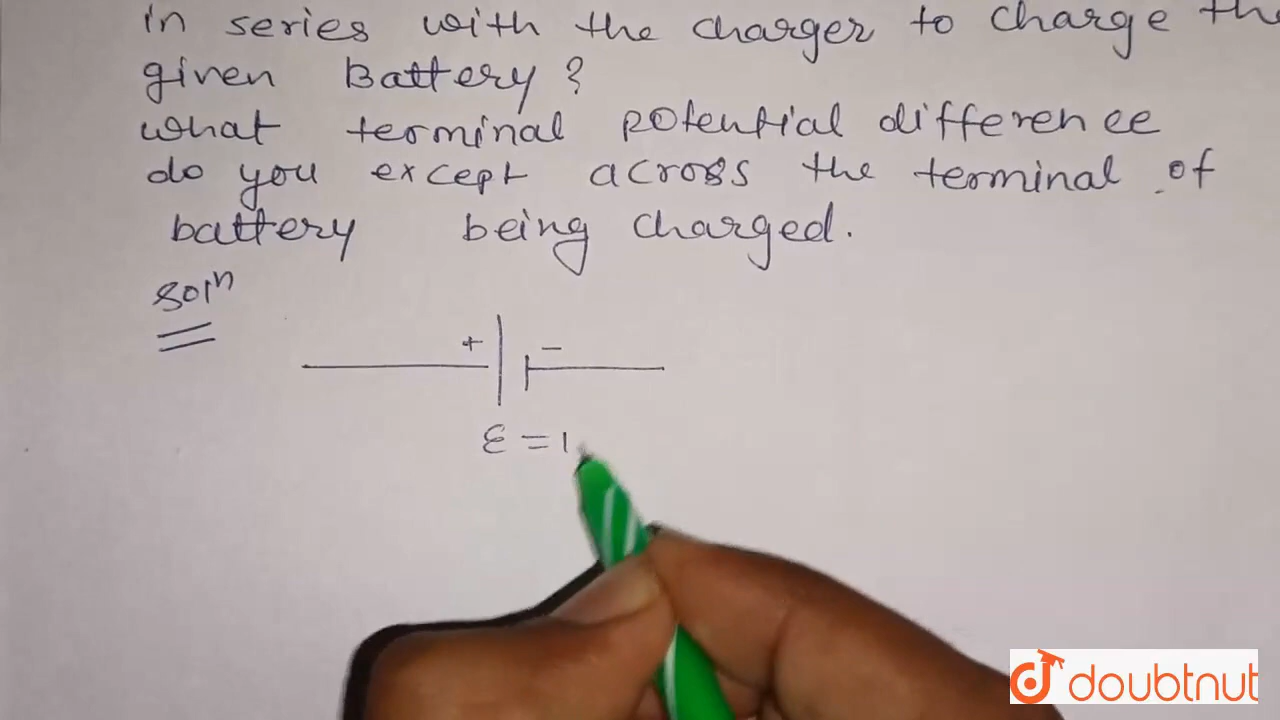 in series with the charger to charge the
given Battery?
what terminal potential difference
do you except across the terminal of
battery being charged.
Solⁿ
+ −
ε = 1
doubtnut